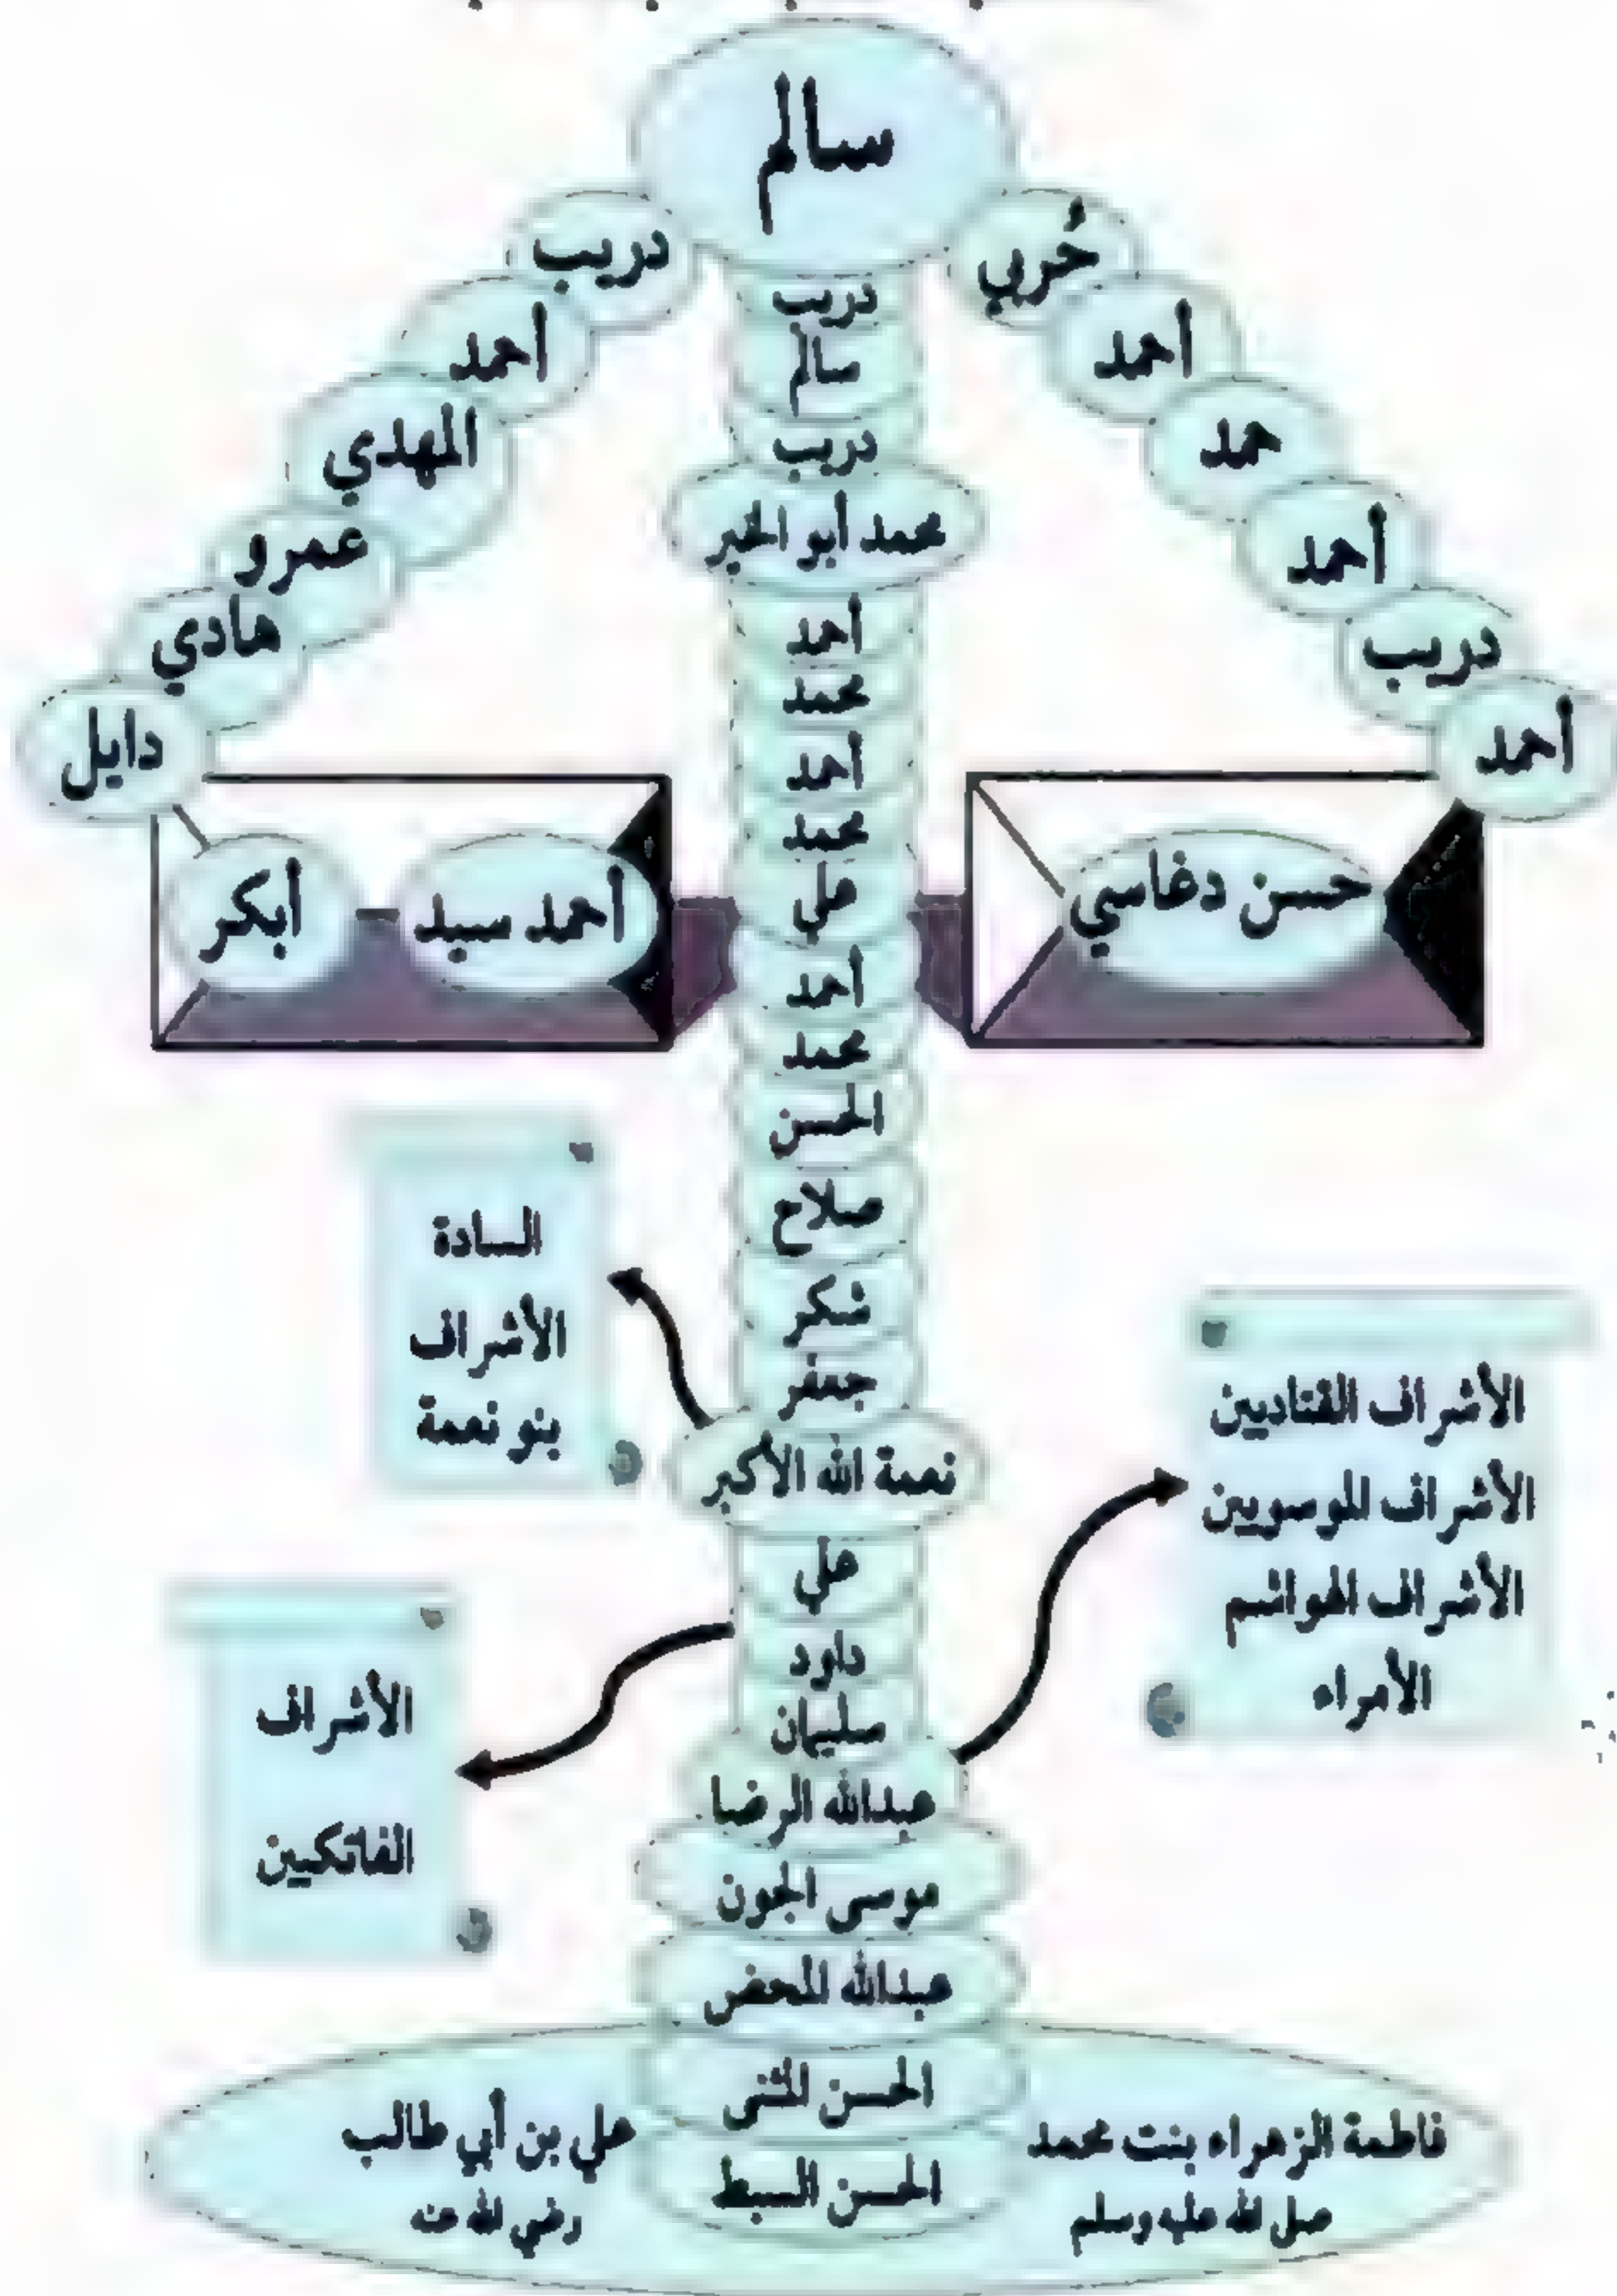 سالم
حُربي
أحمد
حمد
أحمد
دريب
أحمد
حسن دغاسي
دريب
أحمد
المهدي
عمرو
هادي
دايل
أبكر
أحمد سيد
دريب
سالم
دريب
محمد أبو الخير
أحمد
محمد
أحمد
محمد
علي
أحمد
محمد
الحسن
صلاح
شكر
جعفر
نعمة الله الأكبر
علي
داود
سليمان
عبدالله الرضا
موسى الجون
عبدالله المحض
الحسن المثنى
الحسن السبط
السادة
الأشراف
بنو نعمة
الأشراف القتاديين
الأشراف الموسويين
الأشراف الهواشم
الأمراء
الأشراف
الفاتكيين
فاطمة الزهراء بنت محمد
صلى الله عليه وسلم
علي بن أبي طالب
رضي الله عنه